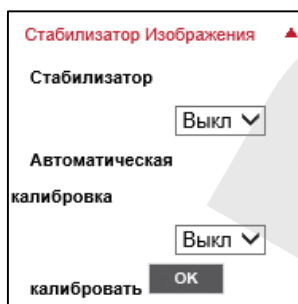 Стабилизатор Изображения
Стабилизатор
Выкл
Автоматическая
калибровка
Выкл
калибровать OK